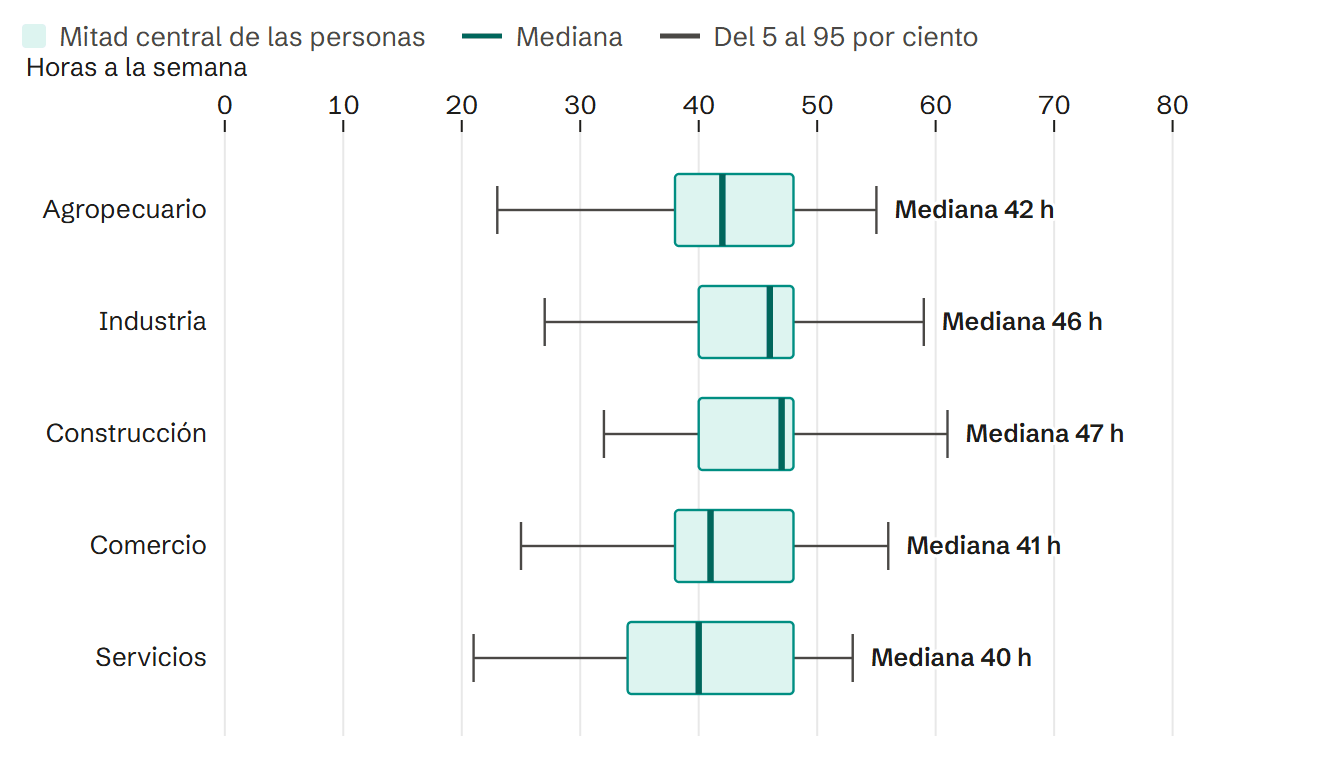 Mitad central de las personas Mediana Del 5 al 95 por ciento
Horas a la semana
0 10 20 30 40 50 60 70 80
Agropecuario Mediana 42 h
Industria Mediana 46 h
Construcción Mediana 47 h
Comercio Mediana 41 h
Servicios Mediana 40 h